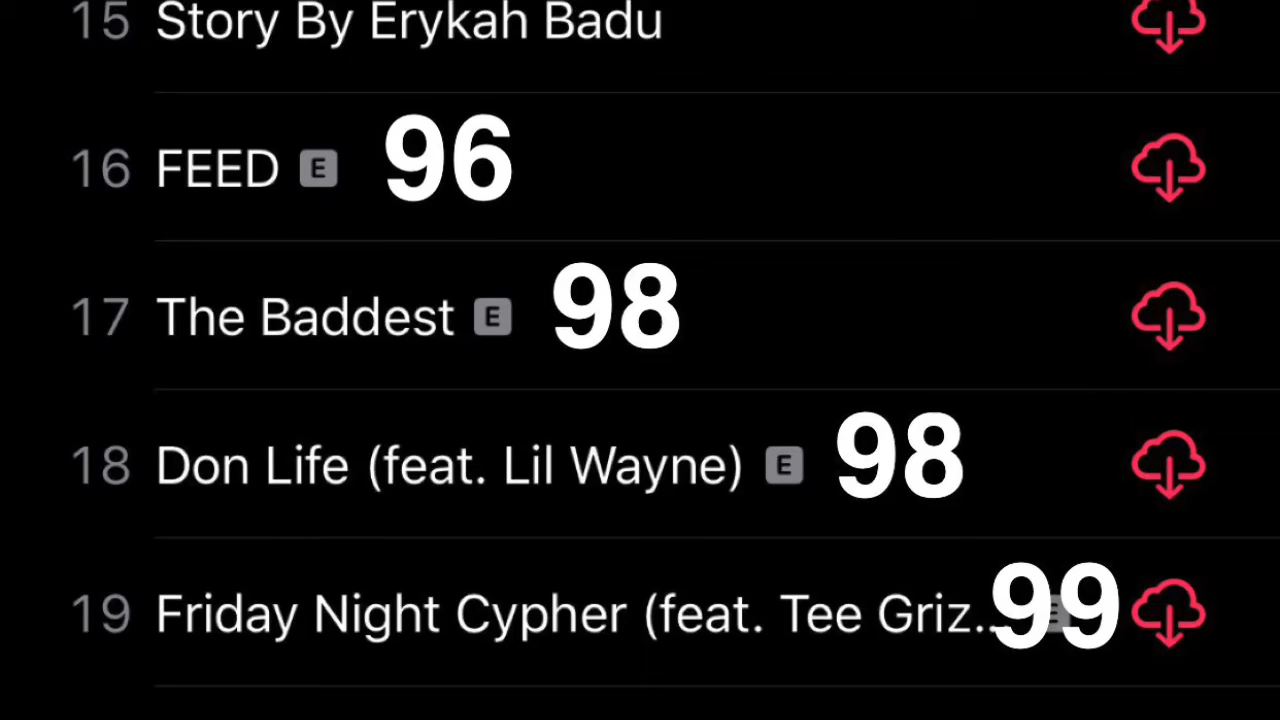 15 Story By Erykah Badu
16 FEED E 96
17 The Baddest E 98
18 Don Life (feat. Lil Wayne) E 98
19 Friday Night Cypher (feat. Tee Griz... E 99